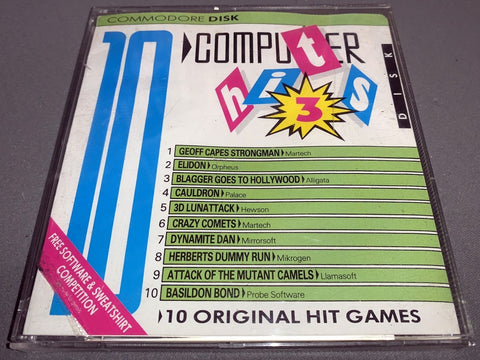 COMMODORE DISK
10 COMPUTER
hits
3
DISK
1 GEOFF CAPES STRONGMAN Martech
2 ELIDON Orpheus
3 BLAGGER GOES TO HOLLYWOOD Alligata
4 CAULDRON Palace
5 3D LUNATTACK Hewson
6 CRAZY COMETS Martech
7 DYNAMITE DAN Mirrorsoft
8 HERBERTS DUMMY RUN Mikrogen
9 ATTACK OF THE MUTANT CAMELS Llamasoft
10 BASILDON BOND Probe Software
10 ORIGINAL HIT GAMES
FREE SOFTWARE & SWEATSHIRT
COMPETITION